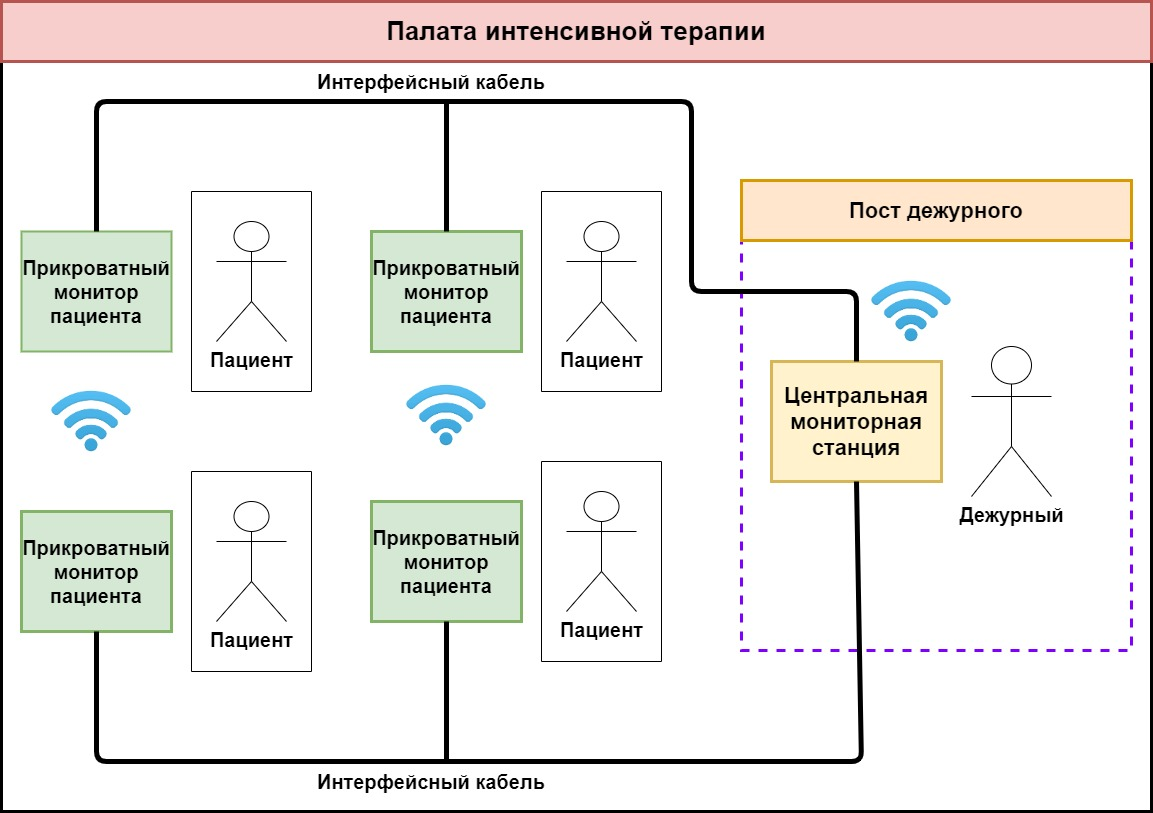 Палата интенсивной терапии
Интерфейсный кабель
Пост дежурного
Прикроватный
монитор
пациента
Пациент
Прикроватный
монитор
пациента
Пациент
Центральная
мониторная
станция
Дежурный
Прикроватный
монитор
пациента
Пациент
Прикроватный
монитор
пациента
Пациент
Интерфейсный кабель